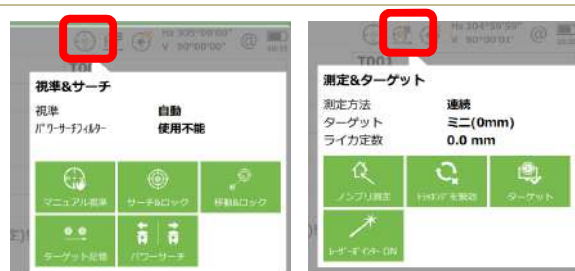 Hz 305°00'00"
V 90°00'00"
視準&サーチ
視準 自動
パワーサーチフィルター 使用不能
マニュアル視準
サーチ&ロック
移動&ロック
ターゲット記憶
パワーサーチ
Hz 304°59'59"
V 90°00'01"
T001
測定&ターゲット
測定方法 連続
ターゲット ミニ(0mm)
ライカ定数 0.0 mm
ノンプリ測定
ターゲット
レーザーポインター ON